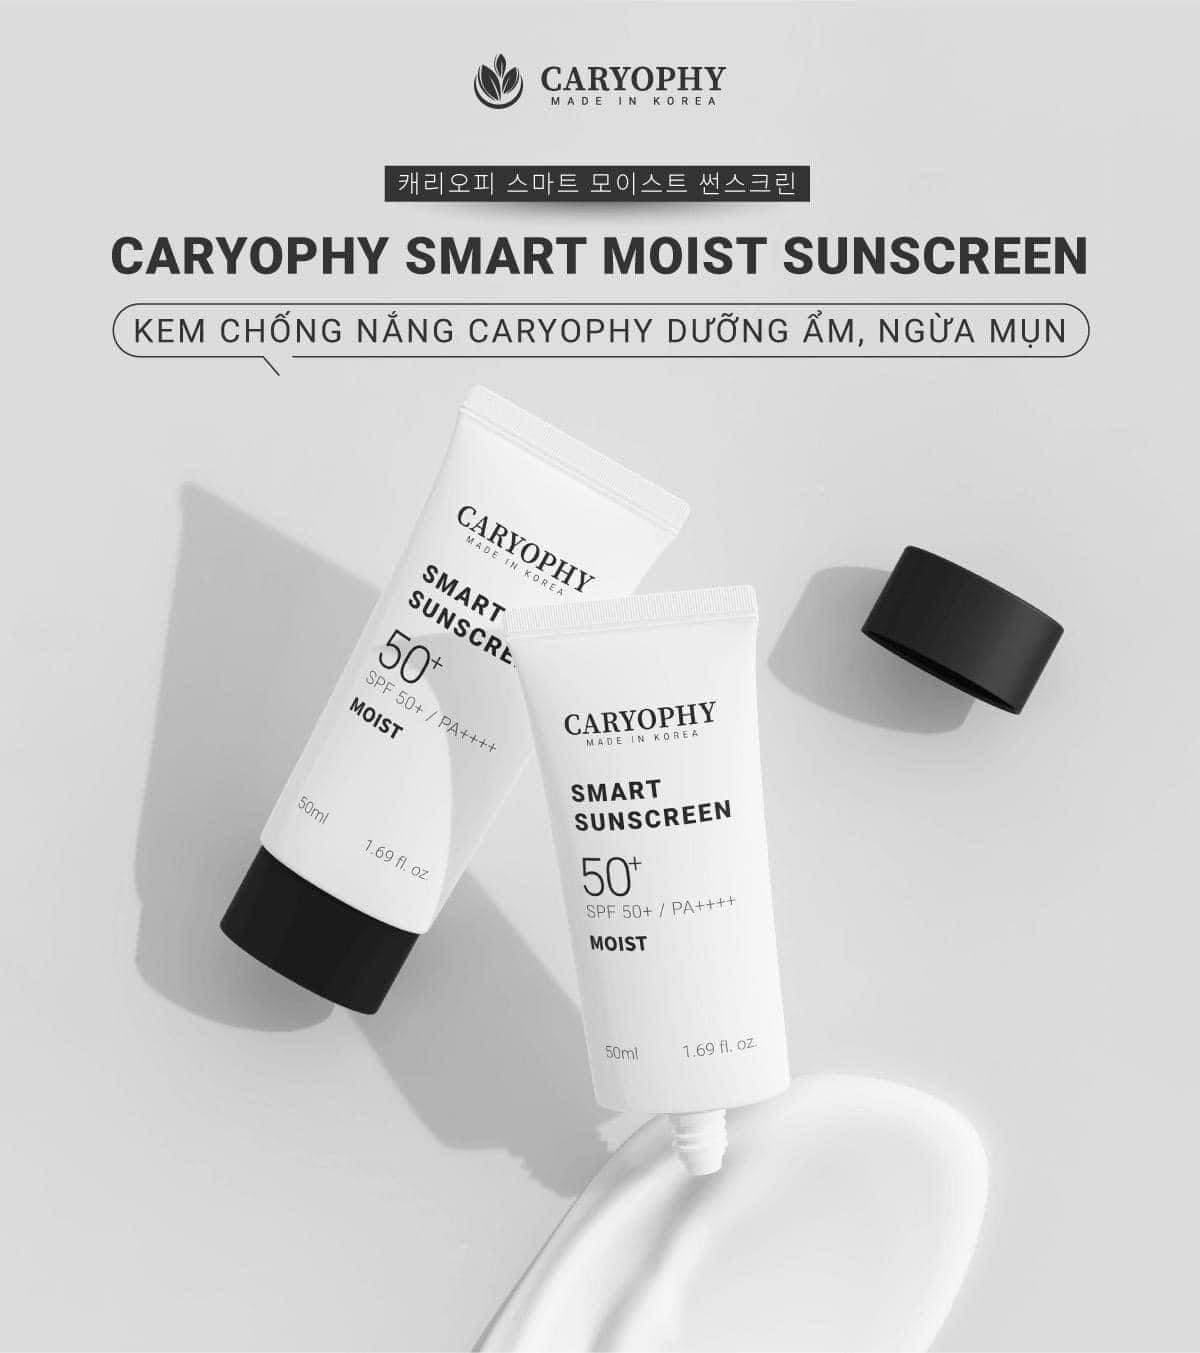 CARYOPHY
MADE IN KOREA
캐리오피 스마트 모이스트 썬스크린
CARYOPHY SMART MOIST SUNSCREEN
KEM CHỐNG NẮNG CARYOPHY DƯỠNG ẨM, NGỪA MỤN
CARYOPHY
MADE IN KOREA
SMART
SUNSCRE
50+
SPF 50+ / PA++++
MOIST
50ml 1.69 fl. oz.
CARYOPHY
MADE IN KOREA
SMART
SUNSCREEN
50+
SPF 50+ / PA++++
MOIST
50ml 1.69 fl. oz.